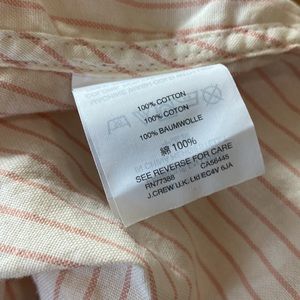 100% COTTON
100% COTON
100% BAUMWOLLE
綿 100%
SEE REVERSE FOR CARE
RN77388 CA56445
J.CREW U.K. Ltd EC4V 6JA